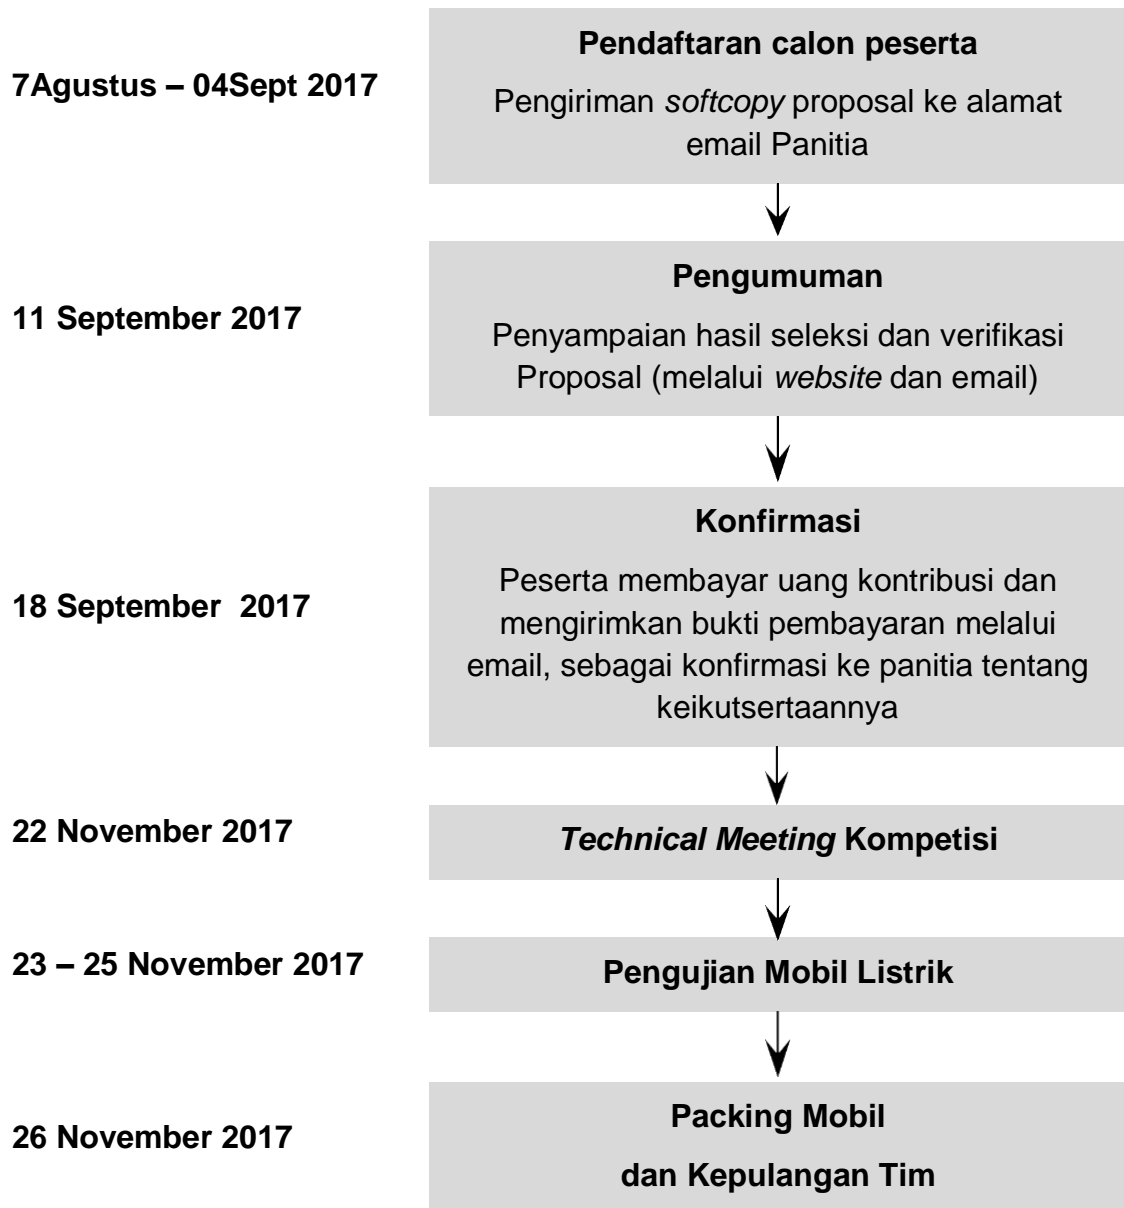 Pendaftaran calon peserta
7Agustus – 04Sept 2017
Pengiriman softcopy proposal ke alamat
email Panitia
Pengumuman
11 September 2017
Penyampaian hasil seleksi dan verifikasi
Proposal (melalui website dan email)
Konfirmasi
18 September  2017
Peserta membayar uang kontribusi dan
mengirimkan bukti pembayaran melalui
email, sebagai konfirmasi ke panitia tentang
keikutsertaannya
22 November 2017
Technical Meeting Kompetisi
23 – 25 November 2017
Pengujian Mobil Listrik
26 November 2017
Packing Mobil
dan Kepulangan Tim